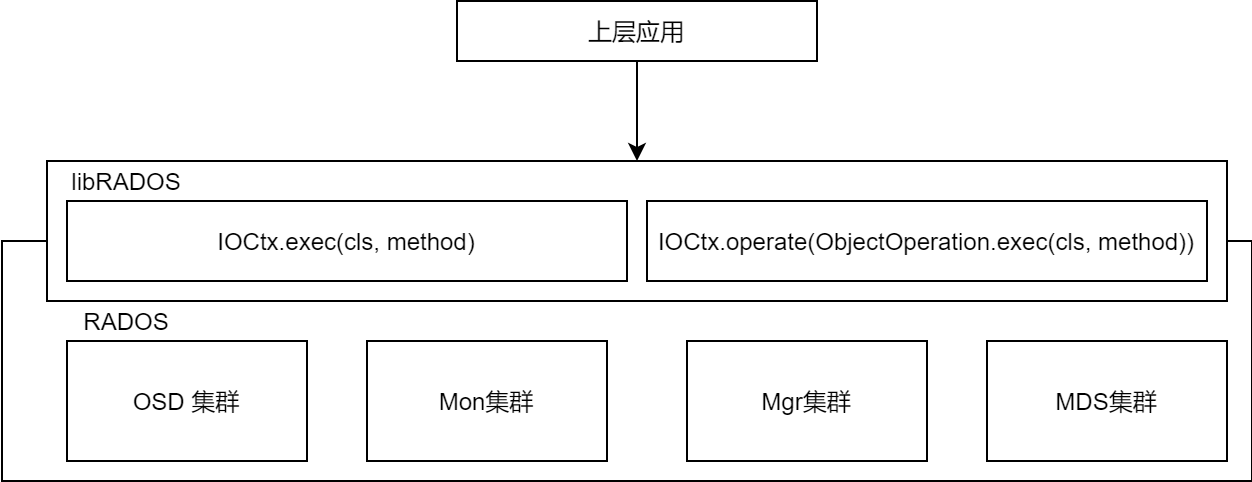 上层应用
libRADOS
IOCtx.exec(cls, method)
IOCtx.operate(ObjectOperation.exec(cls, method))
RADOS
OSD 集群
Mon集群
Mgr集群
MDS集群